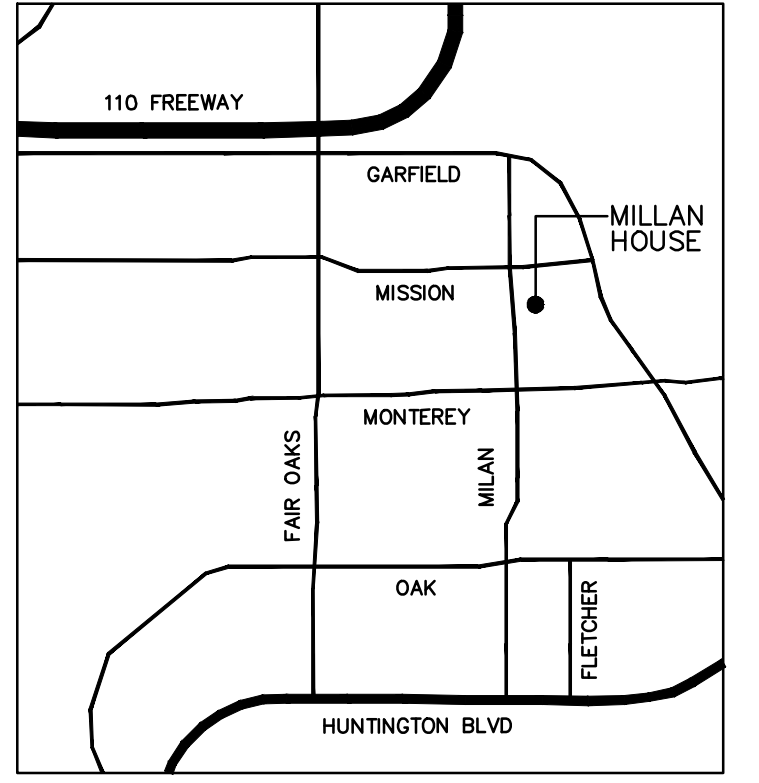 110 FREEWAY
GARFIELD
MILLAN
HOUSE
MISSION
MONTEREY
FAIR OAKS
MILAN
OAK
FLETCHER
HUNTINGTON BLVD